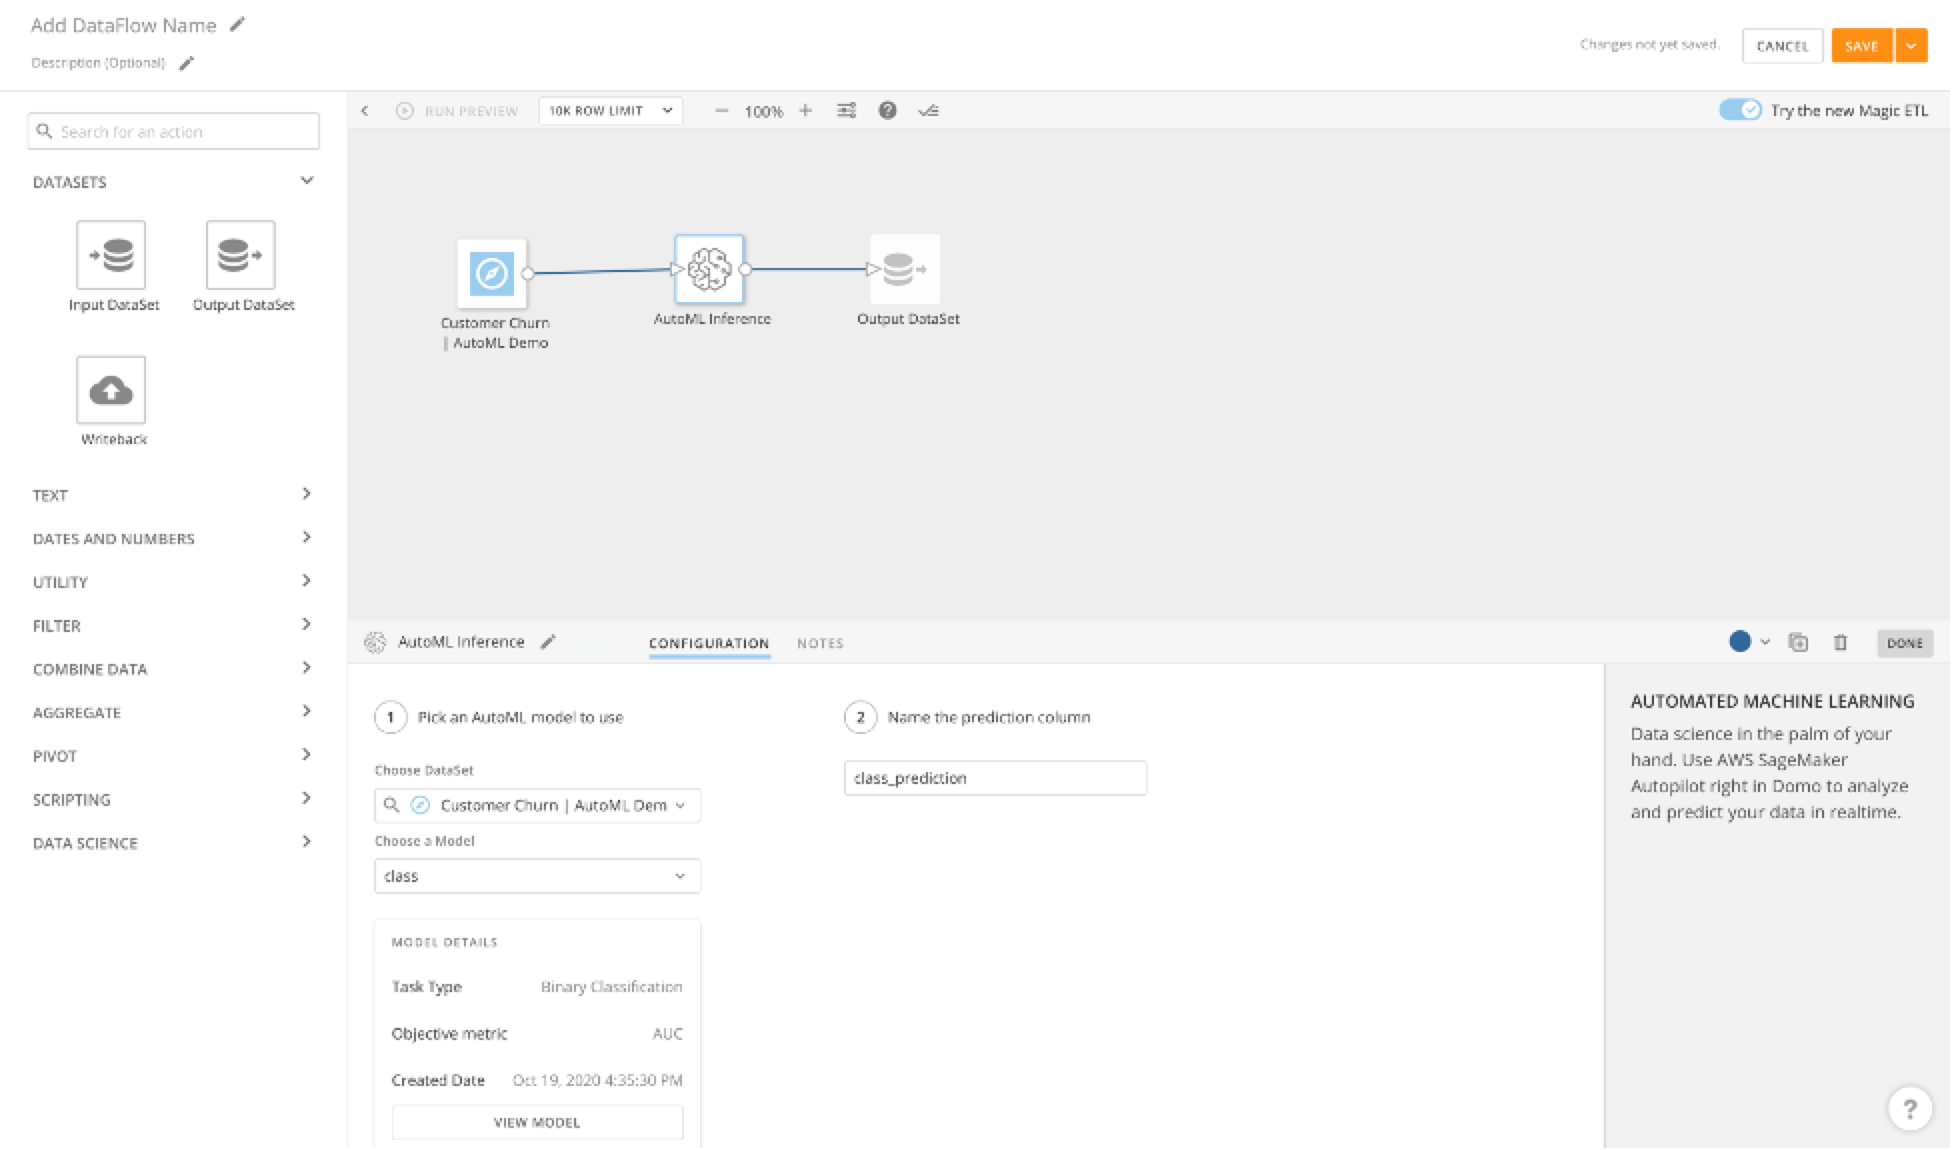 Add DataFlow Name
Description (Optional)
Changes not yet saved.
CANCEL
SAVE
Search for an action
RUN PREVIEW
10K ROW LIMIT
100%
Try the new Magic ETL
DATASETS
Input DataSet
Output DataSet
Writeback
TEXT
DATES AND NUMBERS
UTILITY
FILTER
COMBINE DATA
AGGREGATE
PIVOT
SCRIPTING
DATA SCIENCE
Customer Churn
| AutoML Demo
AutoML Inference
Output DataSet
AutoML Inference
CONFIGURATION
NOTES
DONE
1 Pick an AutoML model to use
Choose DataSet
Customer Churn | AutoML Dem
Choose a Model
class
MODEL DETAILS
Task Type Binary Classification
Objective metric AUC
Created Date Oct 19, 2020 4:35:30 PM
VIEW MODEL
2 Name the prediction column
class_prediction
AUTOMATED MACHINE LEARNING
Data science in the palm of your
hand. Use AWS SageMaker
Autopilot right in Domo to analyze
and predict your data in realtime.
?